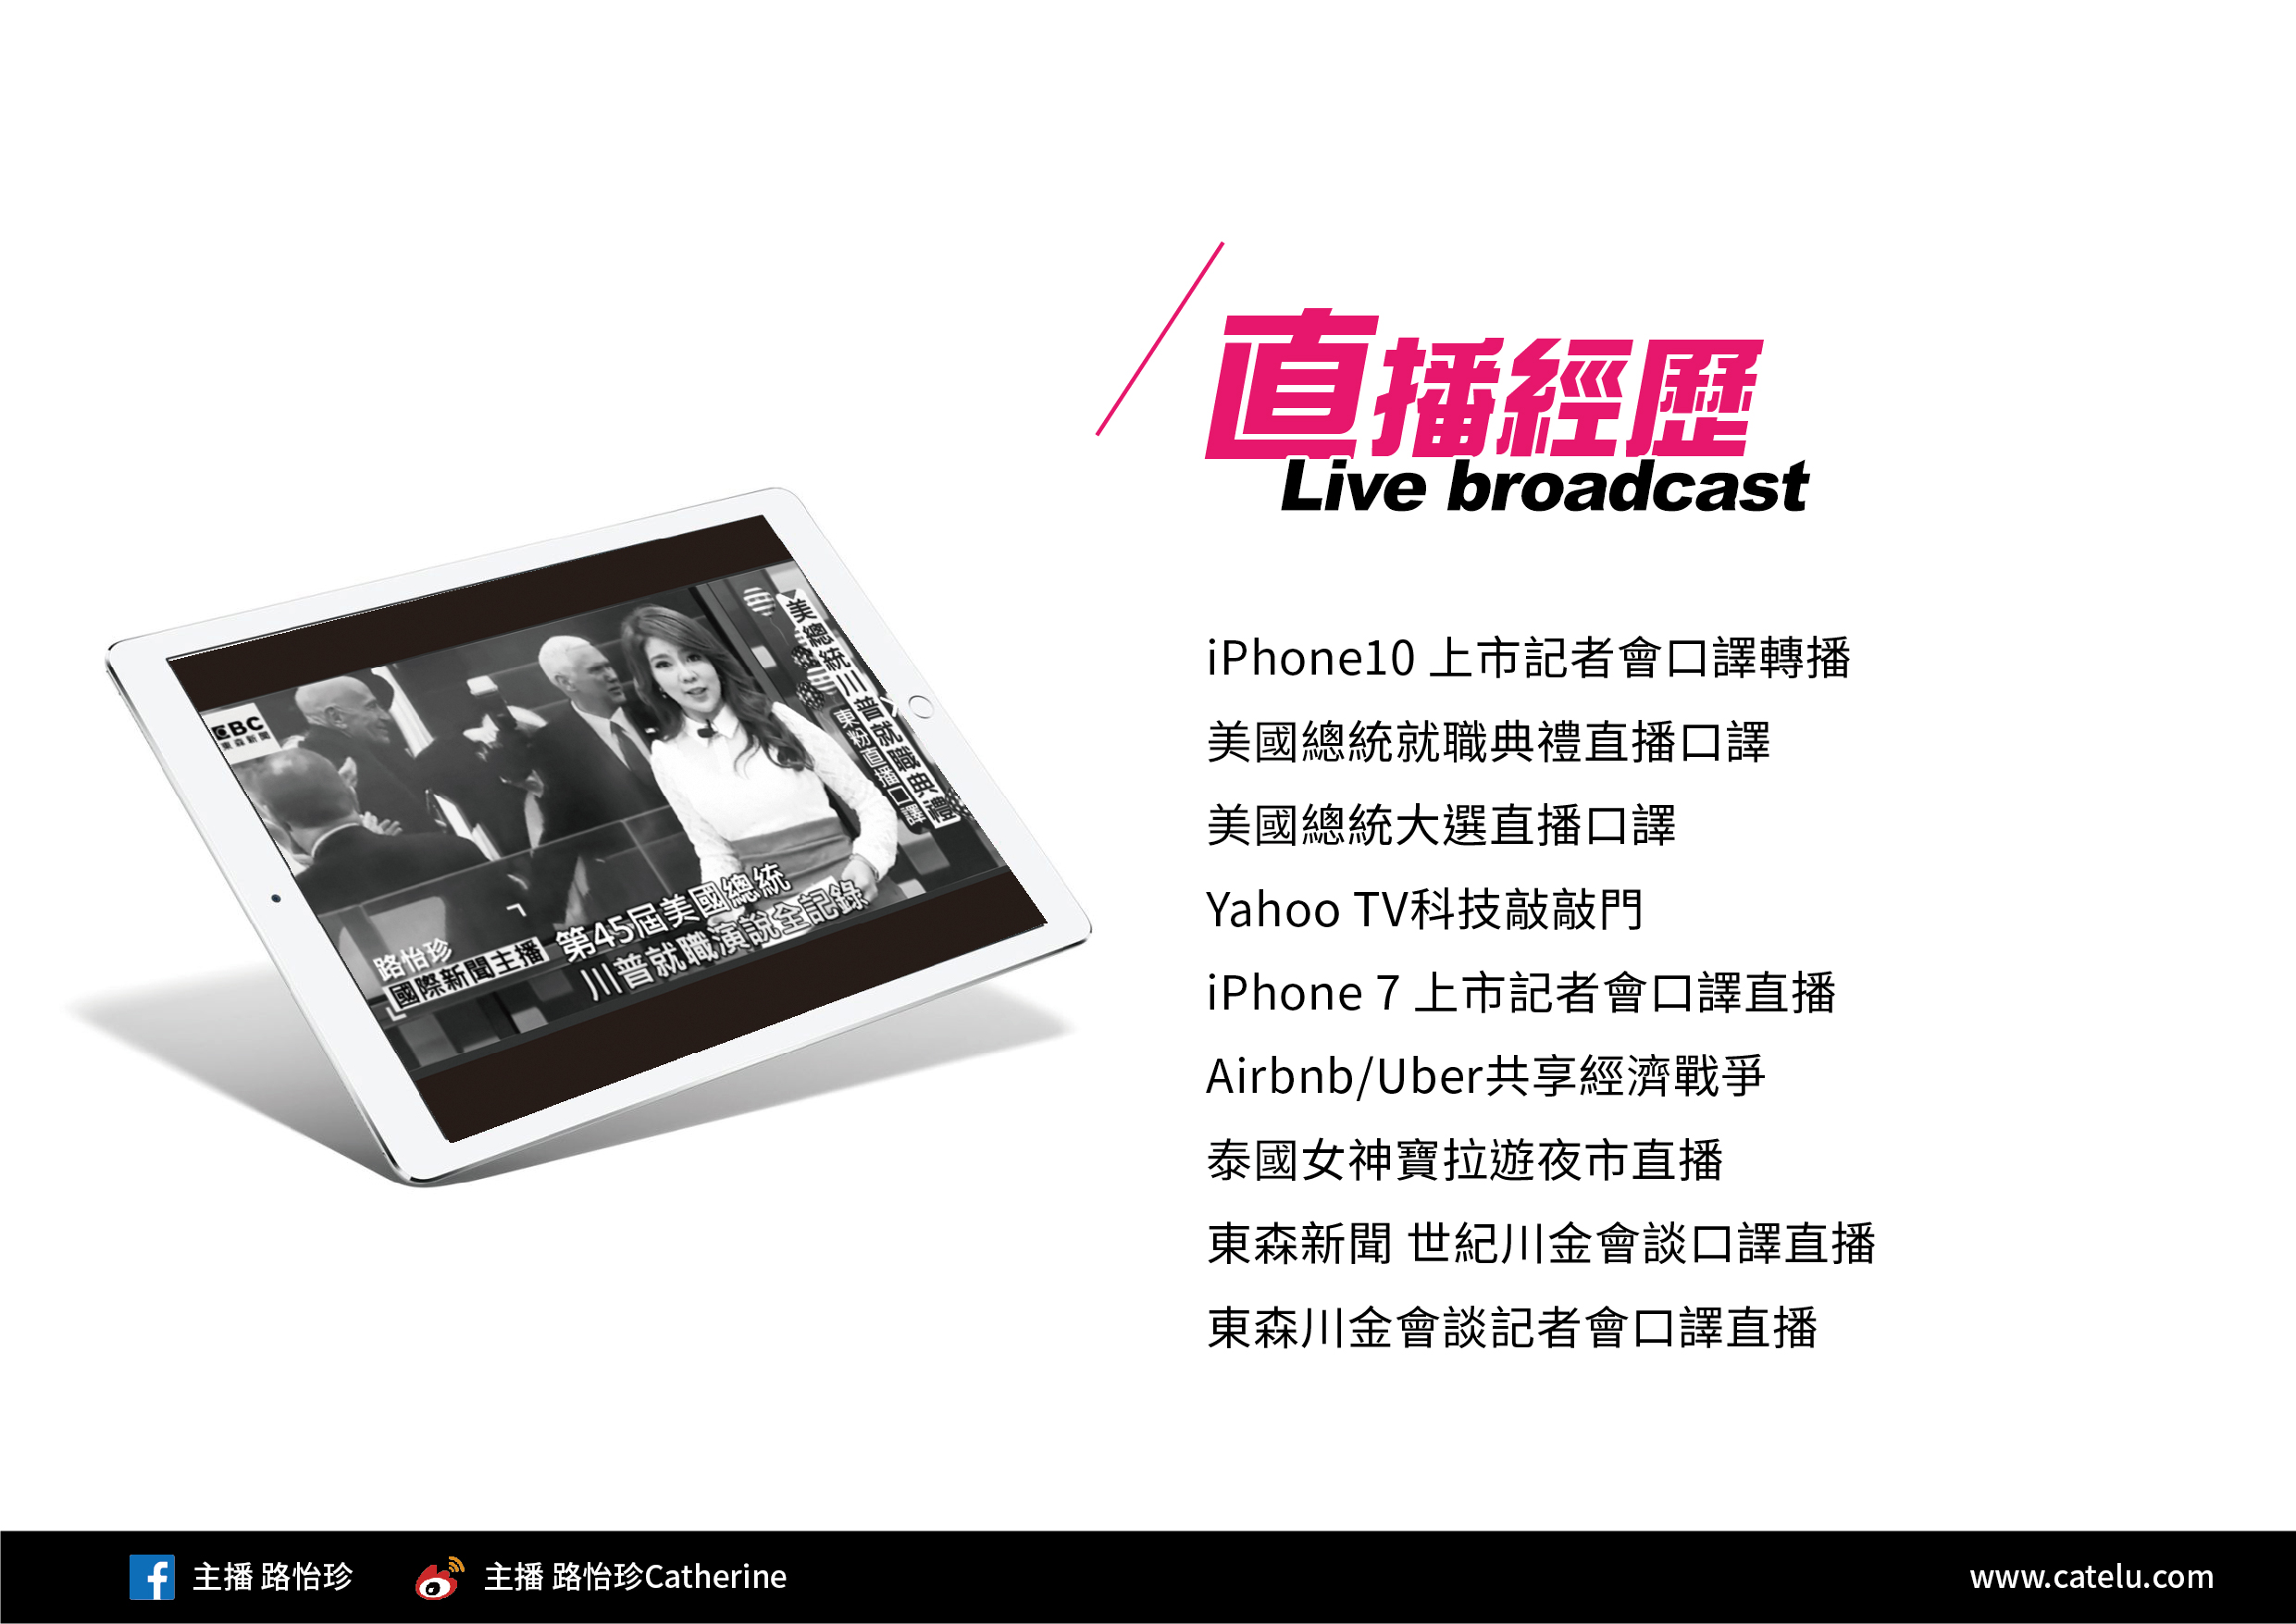 直播經歷
Live broadcast
iPhone10 上市記者會口譯轉播
美國總統就職典禮直播口譯
美國總統大選直播口譯
Yahoo TV科技敲敲門
iPhone 7 上市記者會口譯直播
Airbnb/Uber共享經濟戰爭
泰國女神寶拉遊夜市直播
東森新聞 世紀川金會談口譯直播
東森川金會談記者會口譯直播
EBC
東森新聞
美總統川普就職典禮
東粉直播口譯
路怡珍
國際新聞主播
第45屆美國總統
川普就職演說全記錄
主播 路怡珍
主播 路怡珍Catherine
www.catelu.com